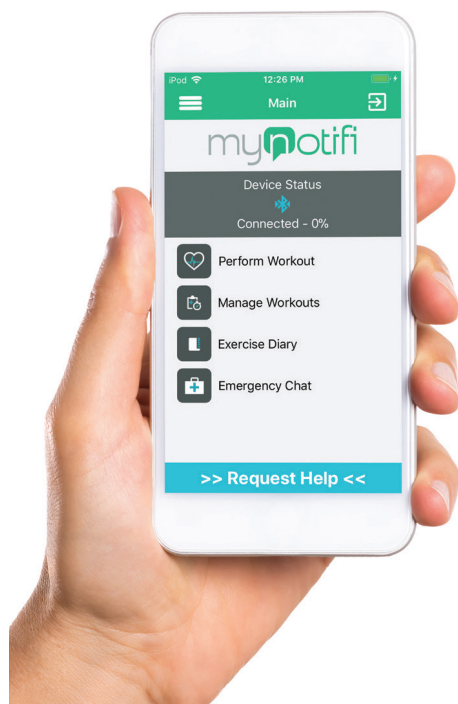 iPod 12:26 PM
Main
mynotifi
Device Status
Connected - 0%
Perform Workout
Manage Workouts
Exercise Diary
Emergency Chat
>> Request Help <<